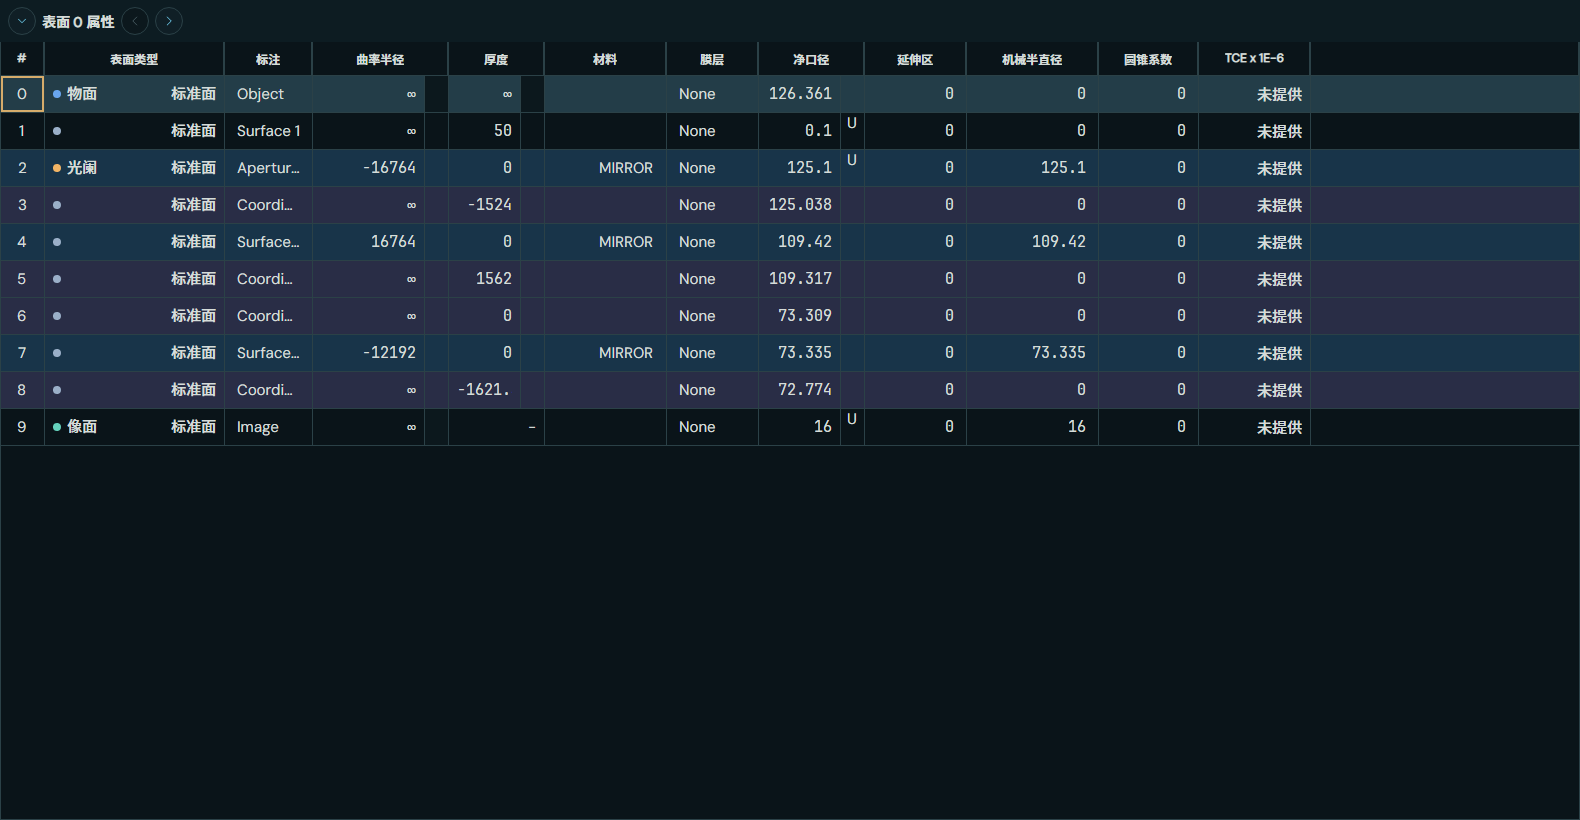 表面 0 属性
# 表面类型 标注 曲率半径 厚度 材料 膜层 净口径 延伸区 机械半直径 圆锥系数 TCE x 1E-6
0 物面 标准面 Object ∞ ∞ None 126.361 0 0 0 未提供
1 标准面 Surface 1 ∞ 50 None 0.1 U 0 0 0 未提供
2 光阑 标准面 Apertur... -16764 0 MIRROR None 125.1 U 0 125.1 0 未提供
3 标准面 Coordi... ∞ -1524 None 125.038 0 0 0 未提供
4 标准面 Surface... 16764 0 MIRROR None 109.42 0 109.42 0 未提供
5 标准面 Coordi... ∞ 1562 None 109.317 0 0 0 未提供
6 标准面 Coordi... ∞ 0 None 73.309 0 0 0 未提供
7 标准面 Surface... -12192 0 MIRROR None 73.335 0 73.335 0 未提供
8 标准面 Coordi... ∞ -1621. None 72.774 0 0 0 未提供
9 像面 标准面 Image ∞ - None 16 U 0 16 0 未提供